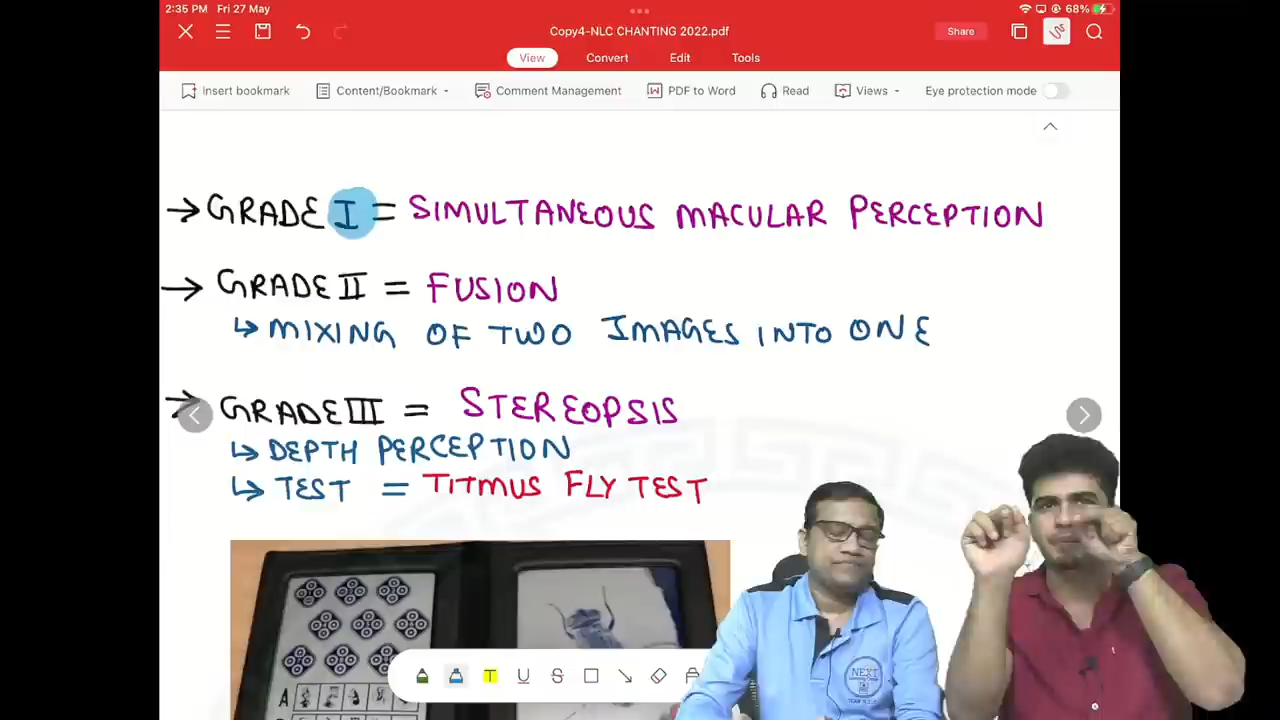 2:35 PM Fri 27 May
68%
Copy4-NLC CHANTING 2022.pdf
Share
View Convert Edit Tools
Insert bookmark Content/Bookmark Comment Management PDF to Word Read Views Eye protection mode
→ GRADE I = SIMULTANEOUS MACULAR PERCEPTION
→ GRADE II = FUSION
↳ MIXING OF TWO IMAGES INTO ONE
→ GRADE III = STEREOPSIS
↳ DEPTH PERCEPTION
↳ TEST = TITMUS FLY TEST
A
T U S
NEXT